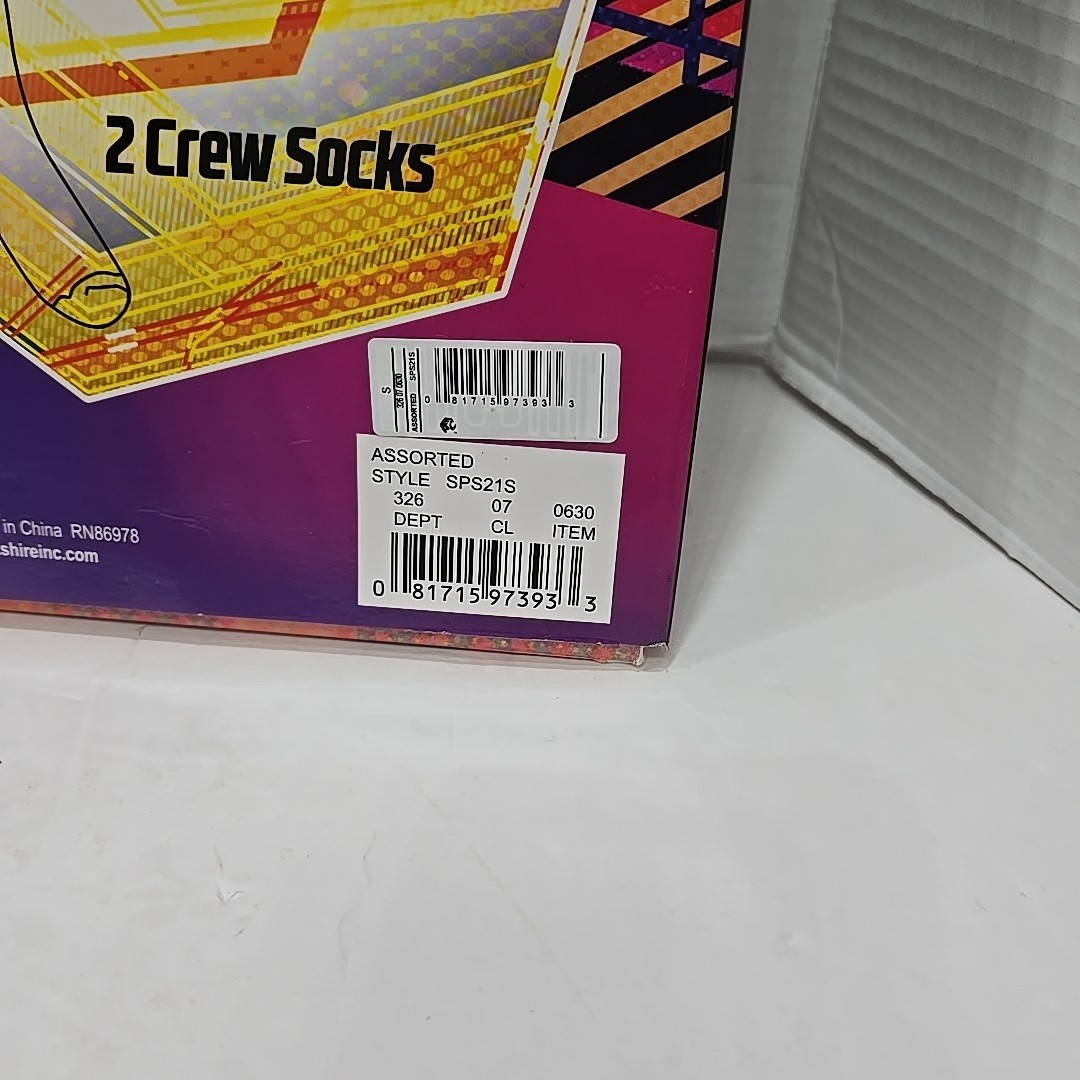 2 Crew Socks
S
326 07 0630
ASSORTED SPS21S
0 81715 97393 3
ASSORTED
STYLE SPS21S
326 07 0630
DEPT CL ITEM
0 81715 97393 3
in China RN86978
shireinc.com